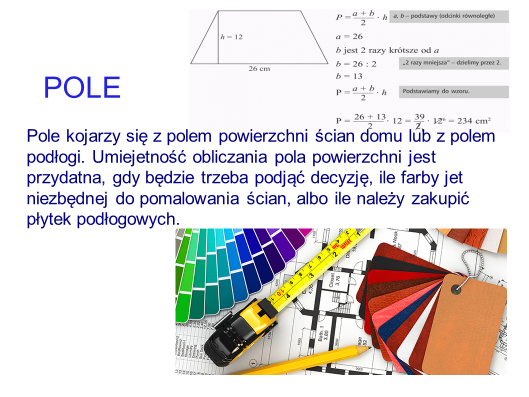 P = a + b / 2 · h
a, b – podstawy (odcinki równoległe)
a = 26
h = 12
b jest 2 razy krótsze od a
b = 26 : 2
„2 razy mniejsza” – dzielimy przez 2.
26 cm
b = 13
P = a + b / 2 · h
Podstawiamy do wzoru.
P = 26 + 13 / 2 · 12 = 39 / 2 · 12 6 = 234 cm²
POLE
Pole kojarzy się z polem powierzchni ścian domu lub z polem
podłogi. Umiejetność obliczania pola powierzchni jest
przydatna, gdy będzie trzeba podjąć decyzję, ile farby jet
niezbędnej do pomalowania ścian, albo ile należy zakupić
płytek podłogowych.